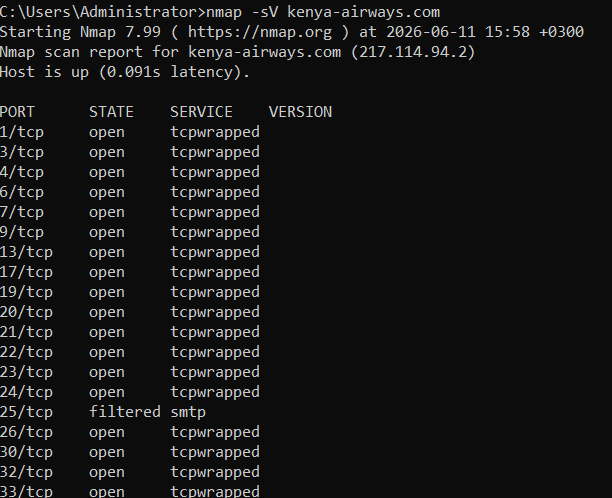 C:\Users\Administrator>nmap -sV kenya-airways.com
Starting Nmap 7.99 ( https://nmap.org ) at 2026-06-11 15:58 +0300
Nmap scan report for kenya-airways.com (217.114.94.2)
Host is up (0.091s latency).

PORT      STATE    SERVICE    VERSION
1/tcp     open     tcpwrapped
3/tcp     open     tcpwrapped
4/tcp     open     tcpwrapped
6/tcp     open     tcpwrapped
7/tcp     open     tcpwrapped
9/tcp     open     tcpwrapped
13/tcp    open     tcpwrapped
17/tcp    open     tcpwrapped
19/tcp    open     tcpwrapped
20/tcp    open     tcpwrapped
21/tcp    open     tcpwrapped
22/tcp    open     tcpwrapped
23/tcp    open     tcpwrapped
24/tcp    open     tcpwrapped
25/tcp    filtered smtp
26/tcp    open     tcpwrapped
30/tcp    open     tcpwrapped
32/tcp    open     tcpwrapped
33/tcp    open     tcpwrapped